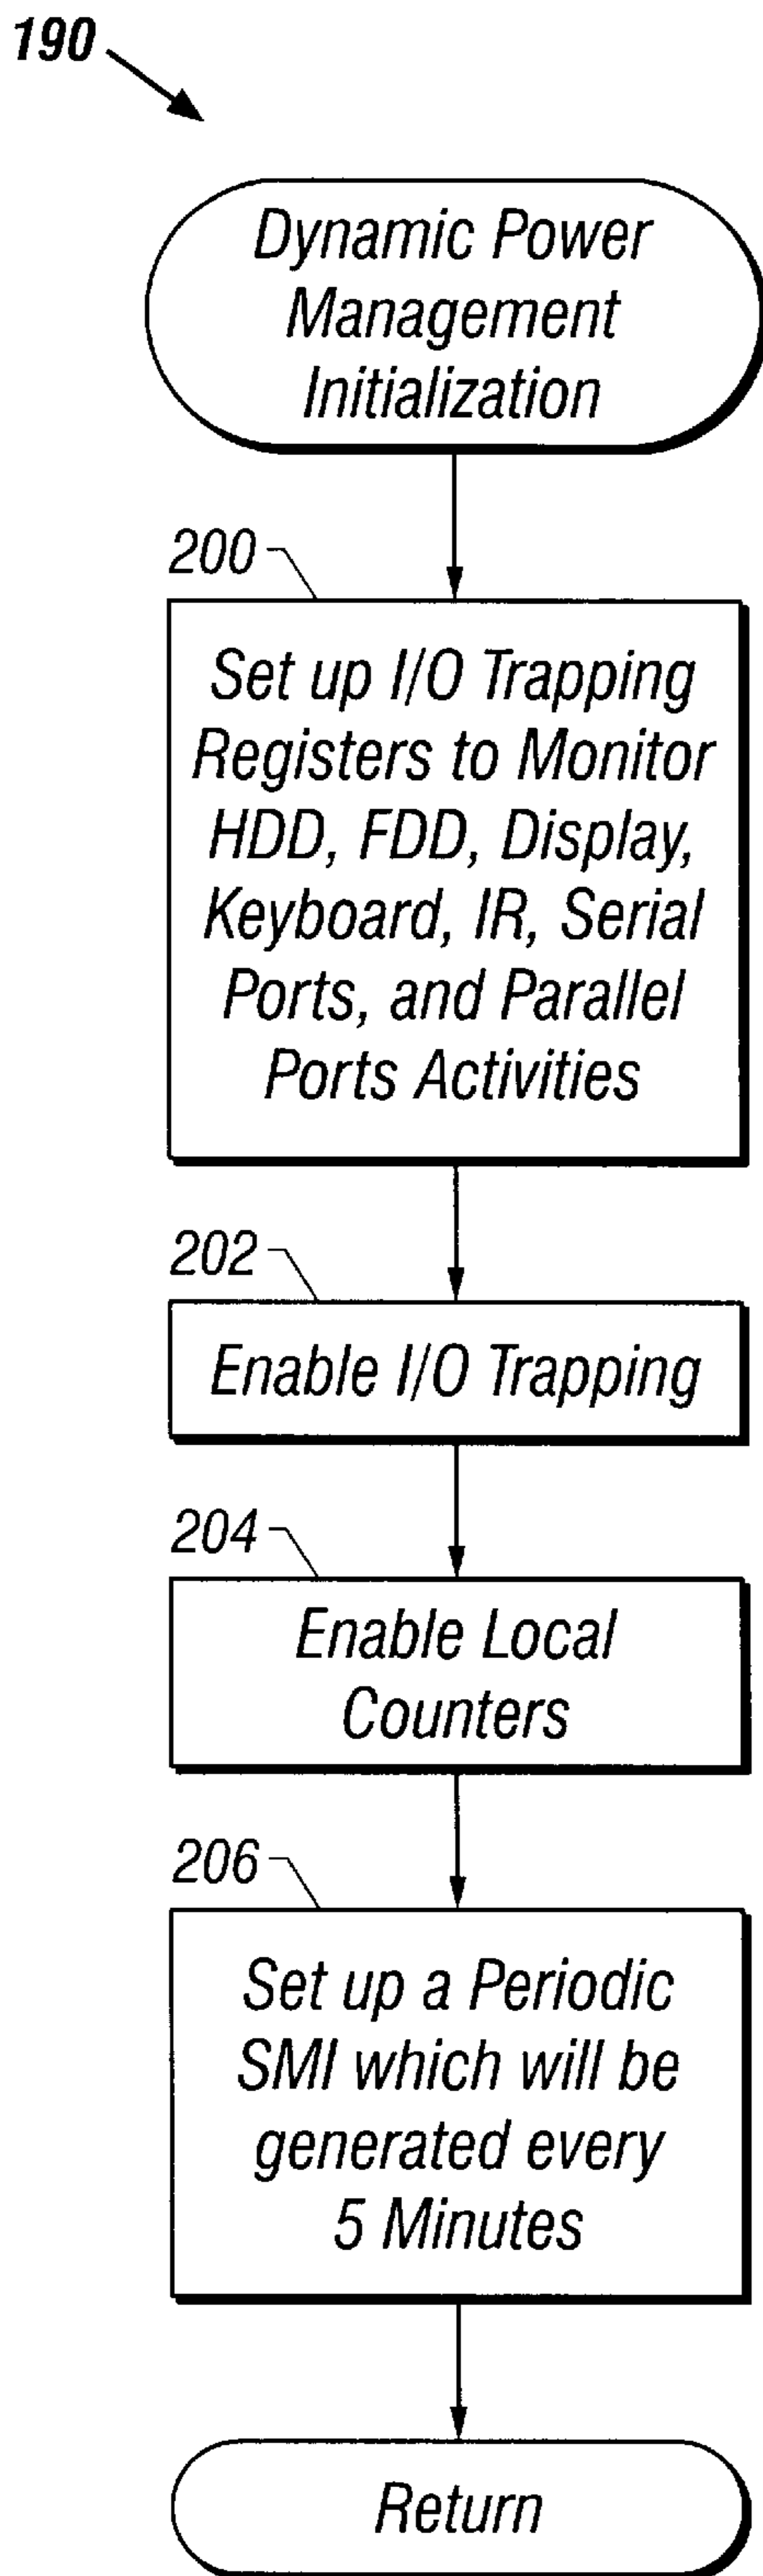 190
Dynamic Power
Management
Initialization
200
Set up I/O Trapping
Registers to Monitor
HDD, FDD, Display,
Keyboard, IR, Serial
Ports, and Parallel
Ports Activities
202
Enable I/O Trapping
204
Enable Local
Counters
206
Set up a Periodic
SMI which will be
generated every
5 Minutes
Return